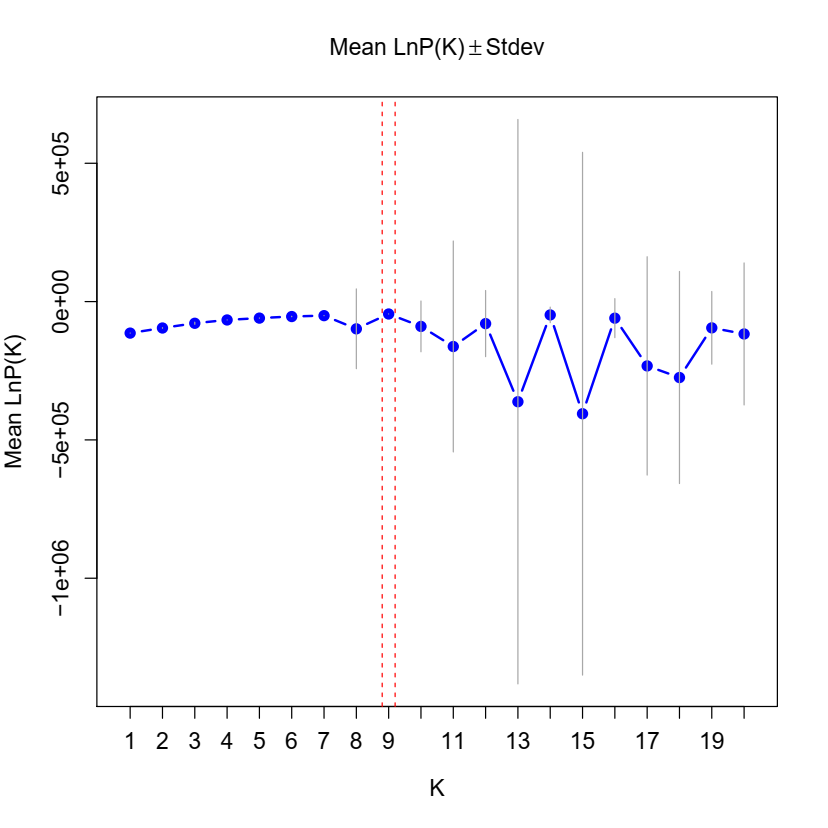 Mean LnP(K) ± Stdev
Mean LnP(K)
5e+05
0e+00
−5e+05
−1e+06
1 2 3 4 5 6 7 8 9 11 13 15 17 19
K